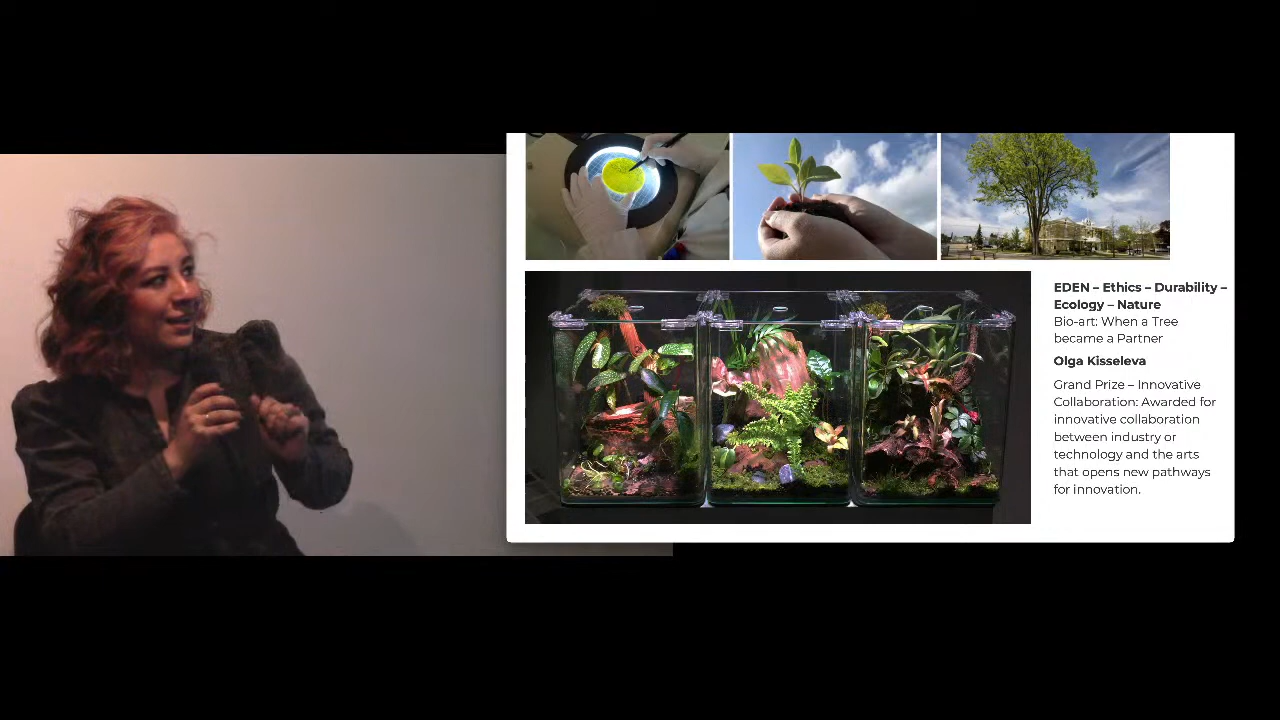 EDEN – Ethics – Durability –
Ecology – Nature
Bio-art: When a Tree
became a Partner
Olga Kisseleva
Grand Prize – Innovative
Collaboration: Awarded for
innovative collaboration
between industry or
technology and the arts
that opens new pathways
for innovation.